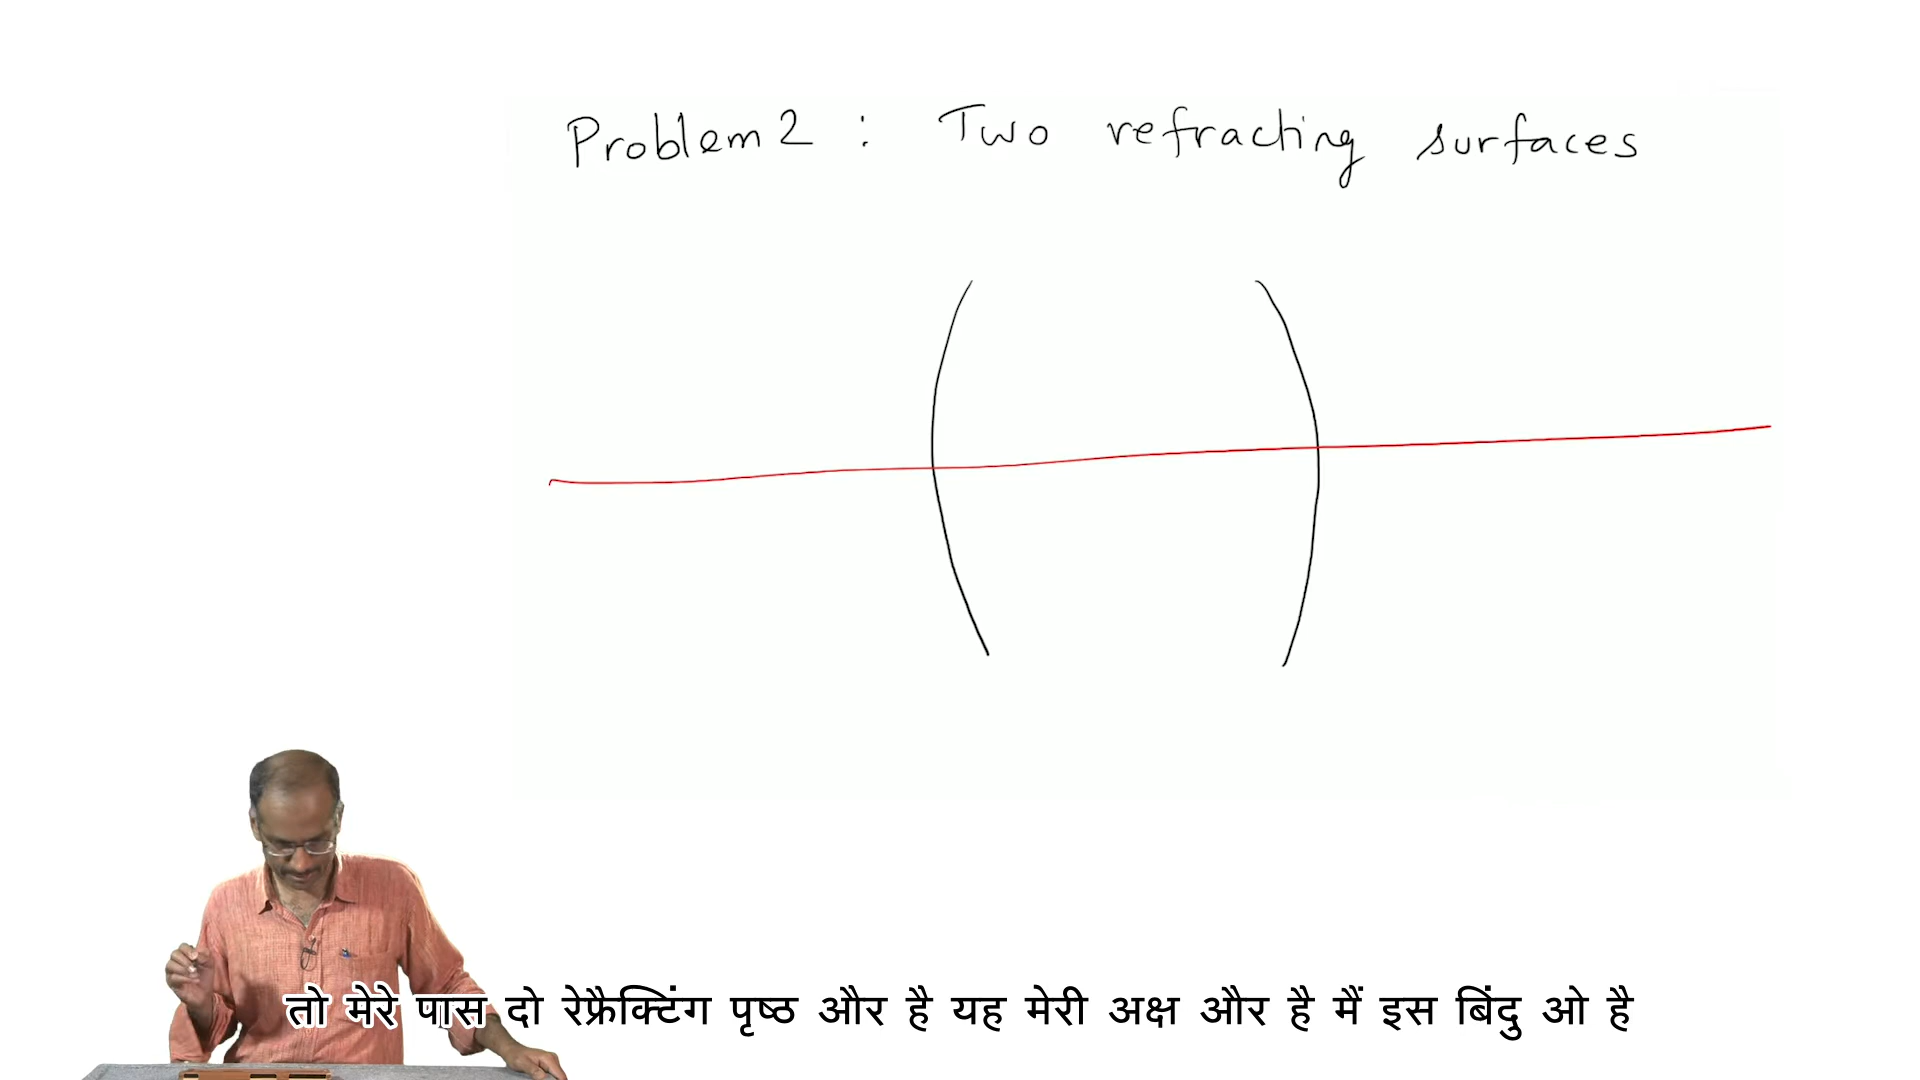 Problem 2 : Two refracting surfaces
तो मेरे पास दो रेफ़्रैक्टिंग पृष्ठ और है यह मेरी अक्ष और है मैं इस बिंदु ओ है